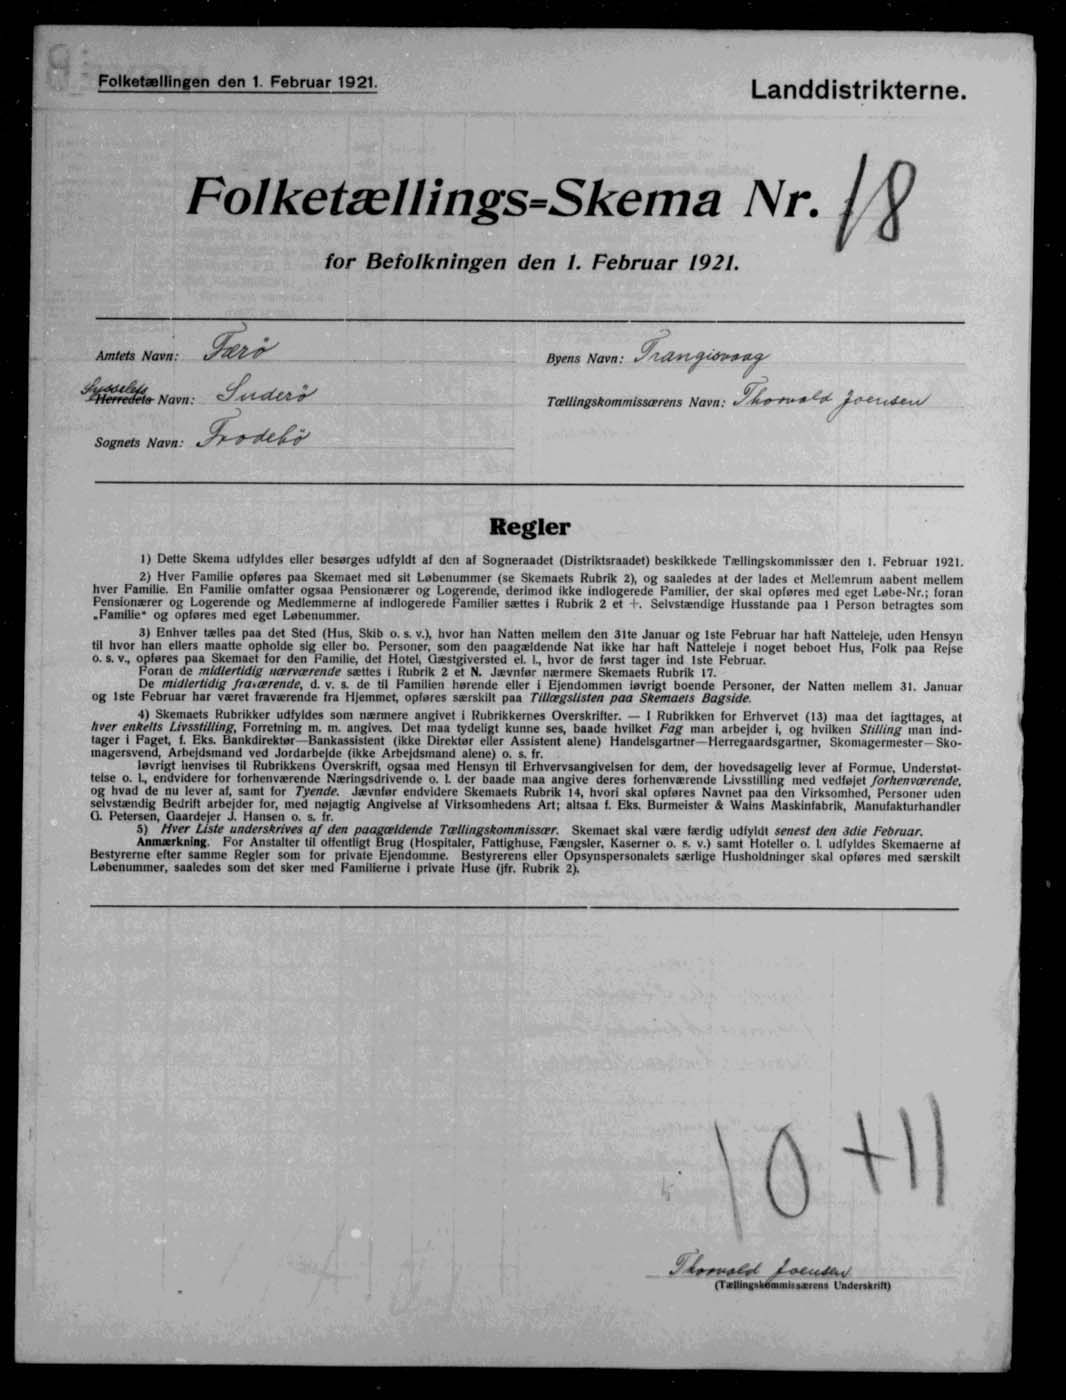 Folketællingen den 1. Februar 1921.
Landdistrikterne.
Folketællings=Skema Nr. 18
for Befolkningen den 1. Februar 1921.
Amtets Navn: Færø
Byens Navn: Trangisvaag
Sysselets
Herredets Navn: Suderø
Tællingskommissærens Navn: Thorvald Joensen
Sognets Navn: Frodebø
Regler
1) Dette Skema udfyldes eller besørges udfyldt af den af Sogneraadet (Distriktsraadet) beskikkede Tællingskommissær den 1. Februar 1921.
2) Hver Familie opføres paa Skemaet med sit Løbenummer (se Skemaets Rubrik 2), og saaledes at der lades et Mellemrum aabent mellem
hver Familie. En Familie omfatter ogsaa Pensionærer og Logerende, derimod ikke indlogerede Familier, der skal opføres med eget Løbe-Nr.; foran
Pensionærer og Logerende og Medlemmerne af indlogerede Familier sættes i Rubrik 2 et +. Selvstændige Husstande paa 1 Person betragtes som
„Familie“ og opføres med eget Løbenummer.
3) Enhver tælles paa det Sted (Hus, Skib o. s. v.), hvor han Natten mellem den 31te Januar og 1ste Februar har haft Natteleje, uden Hensyn
til hvor han ellers maatte opholde sig eller bo. Personer, som den paagældende Nat ikke har haft Natteleje i noget beboet Hus, Folk paa Rejse
o. s. v., opføres paa Skemaet for den Familie, det Hotel, Gæstgiversted el. l., hvor de først tager ind 1ste Februar.
Foran de midlertidig nærværende sættes i Rubrik 2 et N. Jævnfør nærmere Skemaets Rubrik 17.
De midlertidig fraværende, d. v. s. de til Familien hørende eller i Ejendommen iøvrigt boende Personer, der Natten mellem 31. Januar
og 1ste Februar har været fraværende fra Hjemmet, opføres særskilt paa Tillægslisten paa Skemaets Bagside.
4) Skemaets Rubrikker udfyldes som nærmere angivet i Rubrikkernes Overskrifter. — I Rubrikken for Erhvervet (13) maa det iagttages, at
hver enkelts Livsstilling, Forretning m. m. angives. Det maa tydeligt kunne ses, baade hvilket Fag man arbejder i, og hvilken Stilling man ind-
tager i Faget, f. Eks. Bankdirektør—Bankassistent (ikke Direktør eller Assistent alene) Handelsgartner—Herregaardsgartner, Skomagermester—Sko-
magersvend, Arbejdsmand ved Jordarbejde (ikke Arbejdsmand alene) o. s. fr.
Iøvrigt henvises til Rubrikkens Overskrift, ogsaa med Hensyn til Erhvervsangivelsen for dem, der hovedsagelig lever af Formue, Understøt-
telse o. l., endvidere for forhenværende Næringsdrivende o. l. der baade maa angive deres forhenværende Livsstilling med vedføjet forhenværende,
og hvad de nu lever af, samt for Tyende. Jævnfør endvidere Skemaets Rubrik 14, hvori skal opføres Navnet paa den Virksomhed, Personer uden
selvstændig Bedrift arbejder for, med nøjagtig Angivelse af Virksomhedens Art; altsaa f. Eks. Burmeister & Wains Maskinfabrik, Manufakturhandler
G. Petersen, Gaardejer J. Hansen o. s. fr.
5) Hver Liste underskrives af den paagældende Tællingskommissær. Skemaet skal være færdig udfyldt senest den 3die Februar.
Anmærkning. For Anstalter til offentligt Brug (Hospitaler, Fattighuse, Fængsler, Kaserner o. s. v.) samt Hoteller o. l. udfyldes Skemaerne af
Bestyrerne efter samme Regler som for private Ejendomme. Bestyrerens eller Opsynspersonalets særlige Husholdninger skal opføres med særskilt
Løbenummer, saaledes som det sker med Familierne i private Huse (jfr. Rubrik 2).
10 + 11
Thorvald Joensen
(Tællingskommissærens Underskrift)